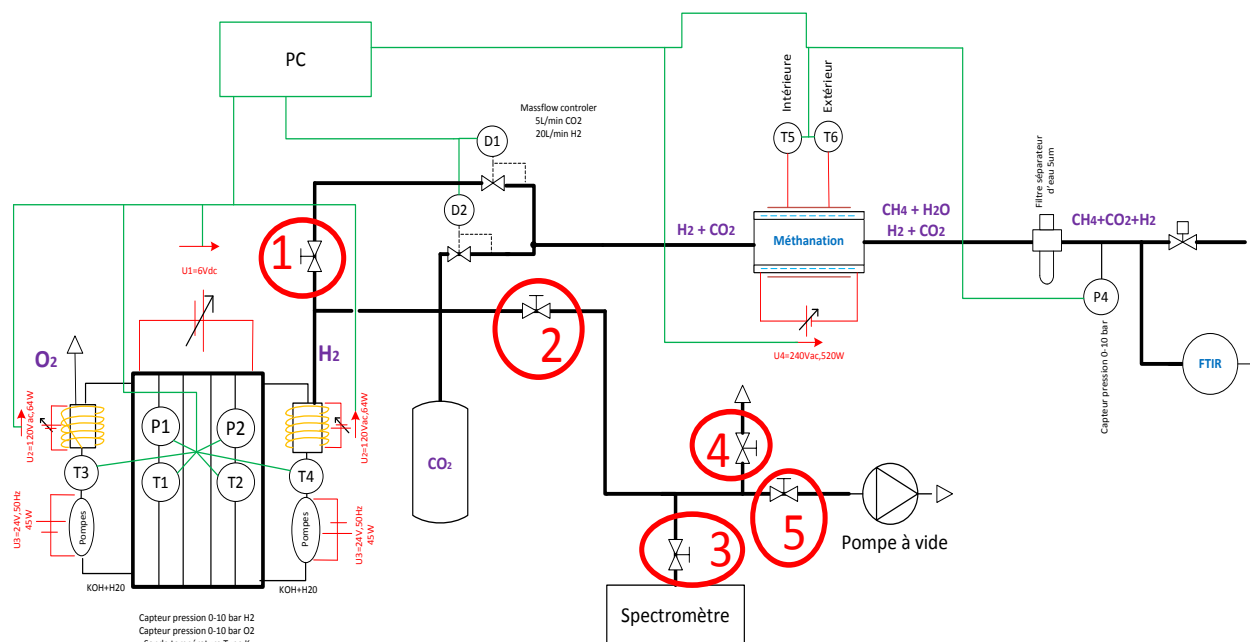 PC
Massflow controler
5L/min CO2
20L/min H2
Intérieure
Extérieur
D1
T5
T6
D2
Filtre séparateur
d'eau 5um
1
H2 + CO2
Méthanation
CH4 + H2O
H2 + CO2
CH4+CO2+H2
U1=6Vdc
2
P4
O2
H2
U4=240Vac,520W
Capteur pression 0-10 bar
FTIR
U2=120Vac,64W
U2=120Vac,64W
P1
P2
CO2
4
T3
T1
T2
T4
5
U3=24V,50Hz
45W
Pompes
Pompes
U3=24V,50Hz
45W
Pompe à vide
3
KOH+H20
KOH+H20
Spectromètre
Capteur pression 0-10 bar H2
Capteur pression 0-10 bar O2